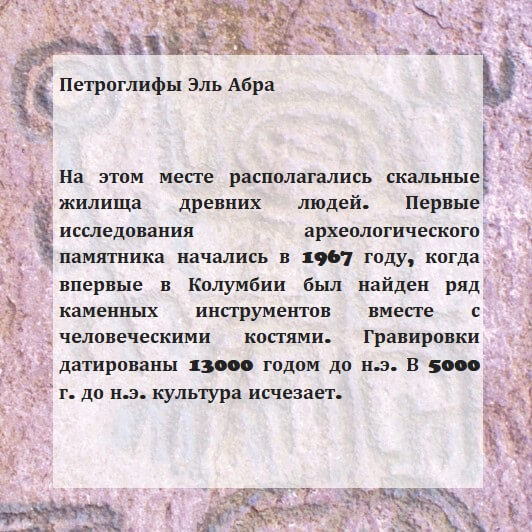 Петроглифы Эль Абра
На этом месте располагались скальные
жилища древних людей. Первые
исследования археологического
памятника начались в 1967 году, когда
впервые в Колумбии был найден ряд
каменных инструментов вместе с
человеческими костями. Гравировки
датированы 13000 годом до н.э. В 5000
г. до н.э. культура исчезает.